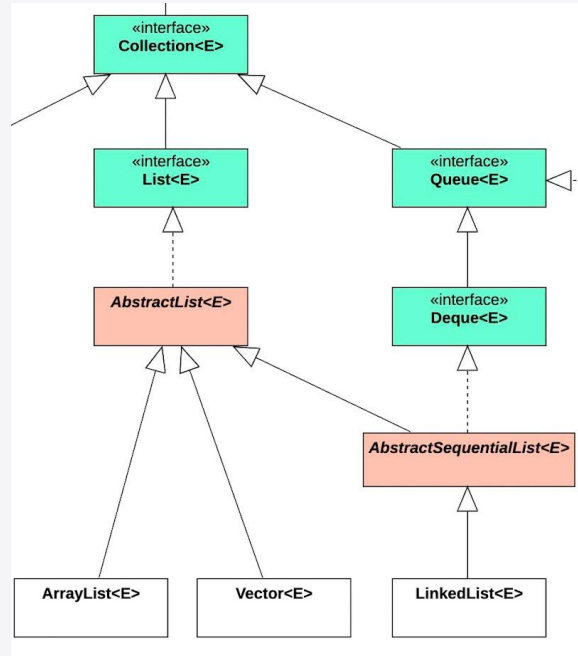 «interface»
Collection<E>
«interface»
List<E>
«interface»
Queue<E>
AbstractList<E>
«interface»
Deque<E>
AbstractSequentialList<E>
ArrayList<E>
Vector<E>
LinkedList<E>